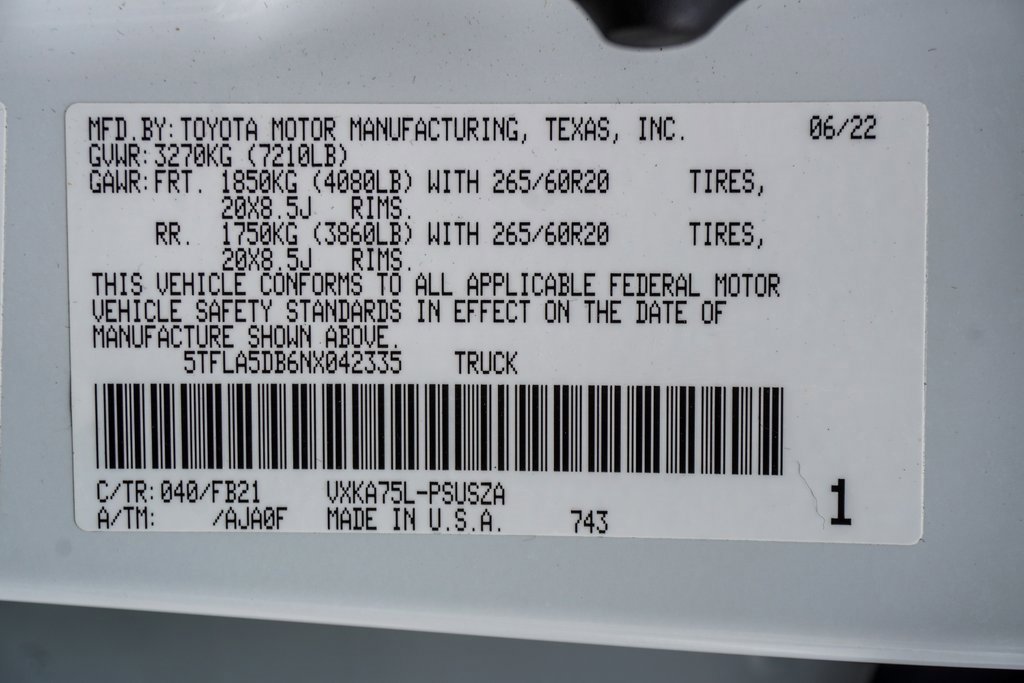 MFD.BY: TOYOTA MOTOR MANUFACTURING, TEXAS, INC. 06/22
GVWR: 3270KG (7210LB)
GAWR: FRT. 1850KG (4080LB) WITH 265/60R20 TIRES,
20X8.5J RIMS.
RR. 1750KG (3860LB) WITH 265/60R20 TIRES,
20X8.5J RIMS.
THIS VEHICLE CONFORMS TO ALL APPLICABLE FEDERAL MOTOR
VEHICLE SAFETY STANDARDS IN EFFECT ON THE DATE OF
MANUFACTURE SHOWN ABOVE.
5TFLA5DB6NX042335 TRUCK
C/TR: 040/FB21 VXKA75L-PSUSZA
A/TM: /AJA0F MADE IN U.S.A. 743 1